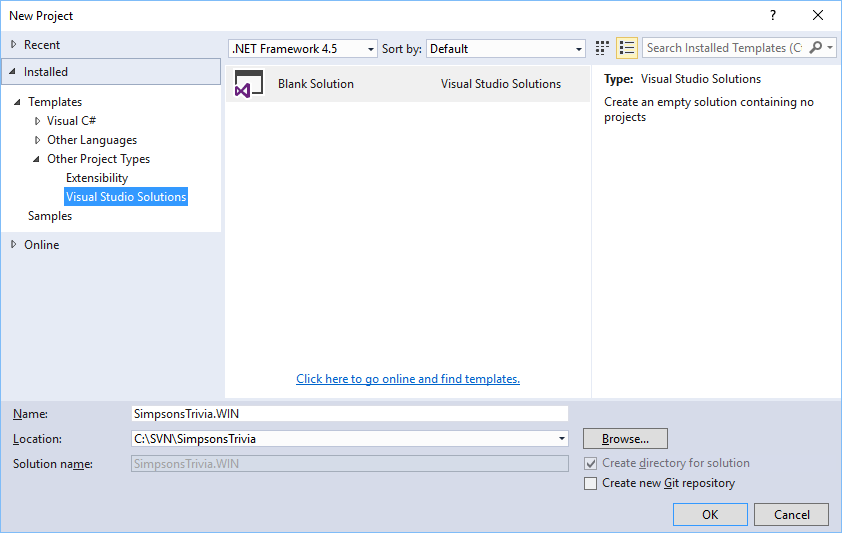 New Project
?
Recent
.NET Framework 4.5 Sort by: Default Search Installed Templates (C
Installed
Blank Solution Visual Studio Solutions
Type: Visual Studio Solutions
Create an empty solution containing no
projects
Templates
Visual C#
Other Languages
Other Project Types
Extensibility
Visual Studio Solutions
Samples
Online
Click here to go online and find templates.
Name: SimpsonsTrivia.WIN
Location: C:\SVN\SimpsonsTrivia Browse...
Solution name: SimpsonsTrivia.WIN Create directory for solution
Create new Git repository
OK Cancel